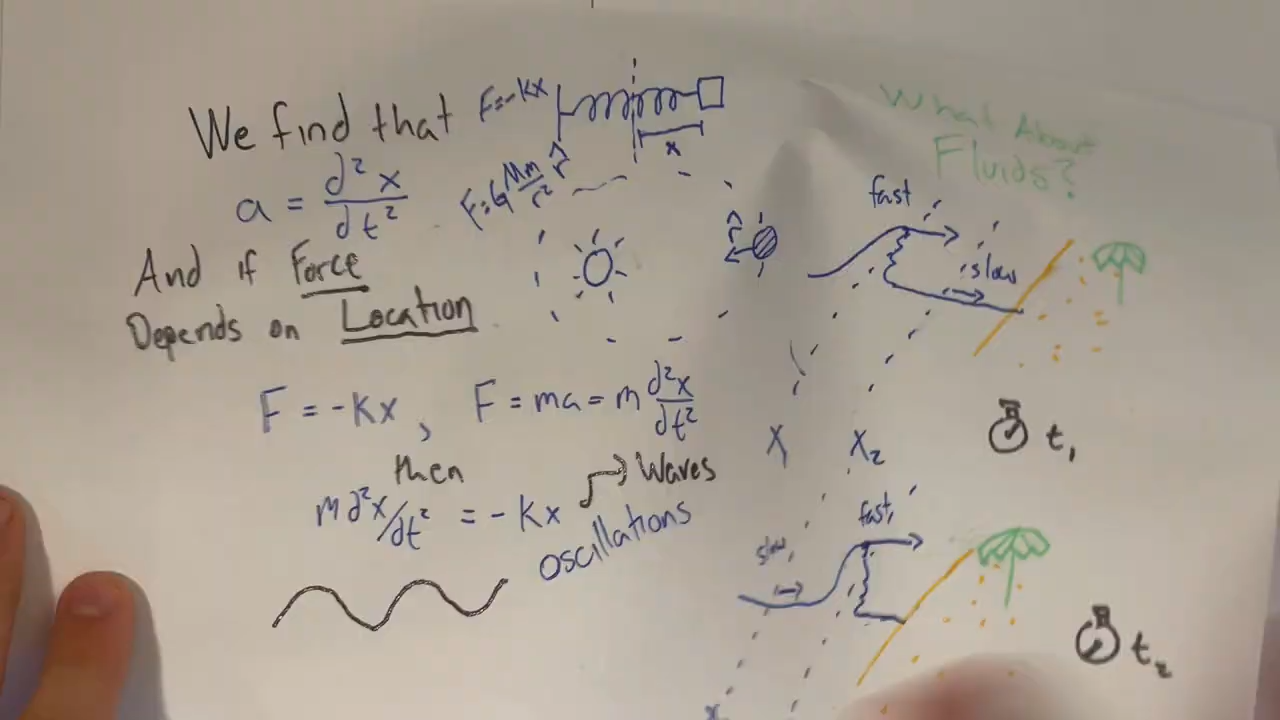 We find that
F=-Kx
x
a = d²x/dt²
F=G Mm/r² r̂
r̂
And if Force
Depends on Location
F = -Kx, F = ma = m d²x/dt²
then
m d²x/dt² = -Kx
Waves
oscillations
What About
Fluids?
fast
slow
X
X₂
t₁
slow
fast
t₂
x